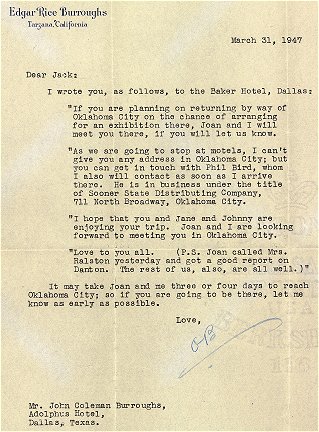 Edgar Rice Burroughs
Tarzana, California
March 31, 1947
Dear Jack:
I wrote you, as follows, to the Baker Hotel, Dallas:
"If you are planning on returning by way of
Oklahoma City on the chance of arranging
for an exhibition there, Joan and I will
meet you there, if you will let us know.
"As we are going to stop at motels, I can't
give you any address in Oklahoma City; but
you can get in touch with Phil Bird, whom
I also will contact as soon as I arrive
there. He is in business under the title
of Sooner State Distributing Company,
711 North Broadway, Oklahoma City.
"I hope that you and Jane and Johnny are
enjoying your trip. Joan and I are looking
forward to meeting you in Oklahoma City.
"Love to you all. (P.S. Joan called Mrs.
Ralston yesterday and got a good report on
Danton. The rest of us, also, are all well.)"
It may take Joan and me three or four days to reach
Oklahoma City; so if you are going to be there, let me
know as early as possible.
Love,
OB
Mr. John Coleman Burroughs,
Adolphus Hotel,
Dallas, Texas.